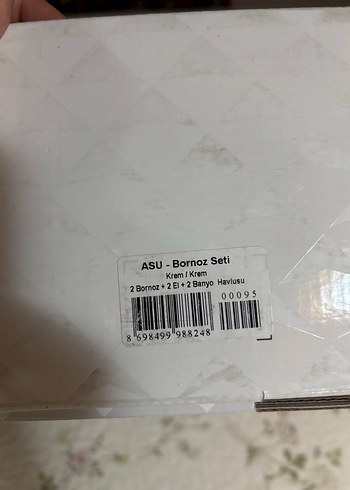 ASU - Bornoz Seti
Krem / Krem
2 Bornoz + 2 El + 2 Banyo Havlusu
00095
8 698499 988248